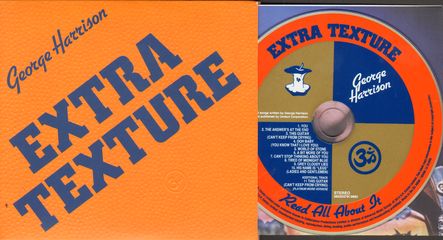 George Harrison
EXTRA
TEXTURE
EXTRA TEXTURE
George
Harrison
1. YOU
2. THE ANSWER'S AT THE END
3. THIS GUITAR
(CAN'T KEEP FROM CRYING)
4. OOH BABY
(YOU KNOW THAT I LOVE YOU)
5. WORLD OF STONE
6. A BIT MORE OF YOU
7. CAN'T STOP THINKING ABOUT YOU
8. TIRED OF MIDNIGHT BLUE
9. GREY CLOUDY LIES
10. HIS NAME IS "LEGS"
(LADIES AND GENTLEMEN)
ADDITIONAL TRACK
11. THIS GUITAR
(CAN'T KEEP FROM CRYING)
STEREO
ॐ
Read All About It